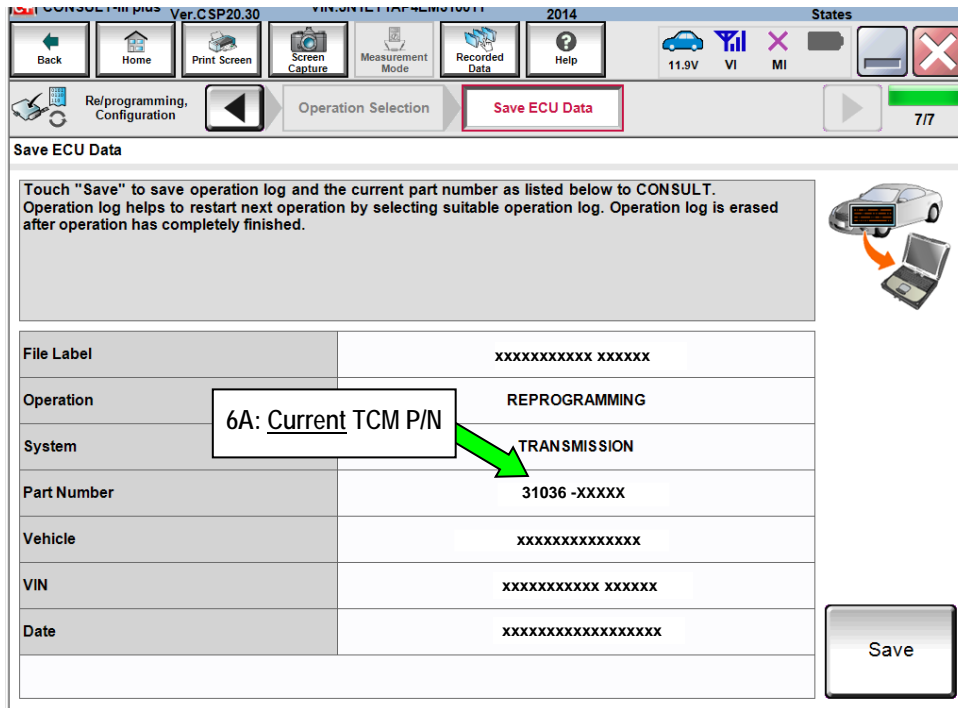 CONSULT-III plus Ver.CSP20.30 2014 States
Back
Home
Print Screen
Screen
Capture
Measurement
Mode
Recorded
Data
Help
11.9V
VI
MI
Re/programming,
Configuration
Operation Selection
Save ECU Data
7/7
Save ECU Data
Touch "Save" to save operation log and the current part number as listed below to CONSULT.
Operation log helps to restart next operation by selecting suitable operation log. Operation log is erased
after operation has completely finished.
File Label xxxxxxxxxxx xxxxxx
Operation REPROGRAMMING
6A: Current TCM P/N
System TRANSMISSION
Part Number 31036 -XXXXX
Vehicle xxxxxxxxxxxxxx
VIN xxxxxxxxxxx xxxxxx
Date xxxxxxxxxxxxxxxxxx
Save